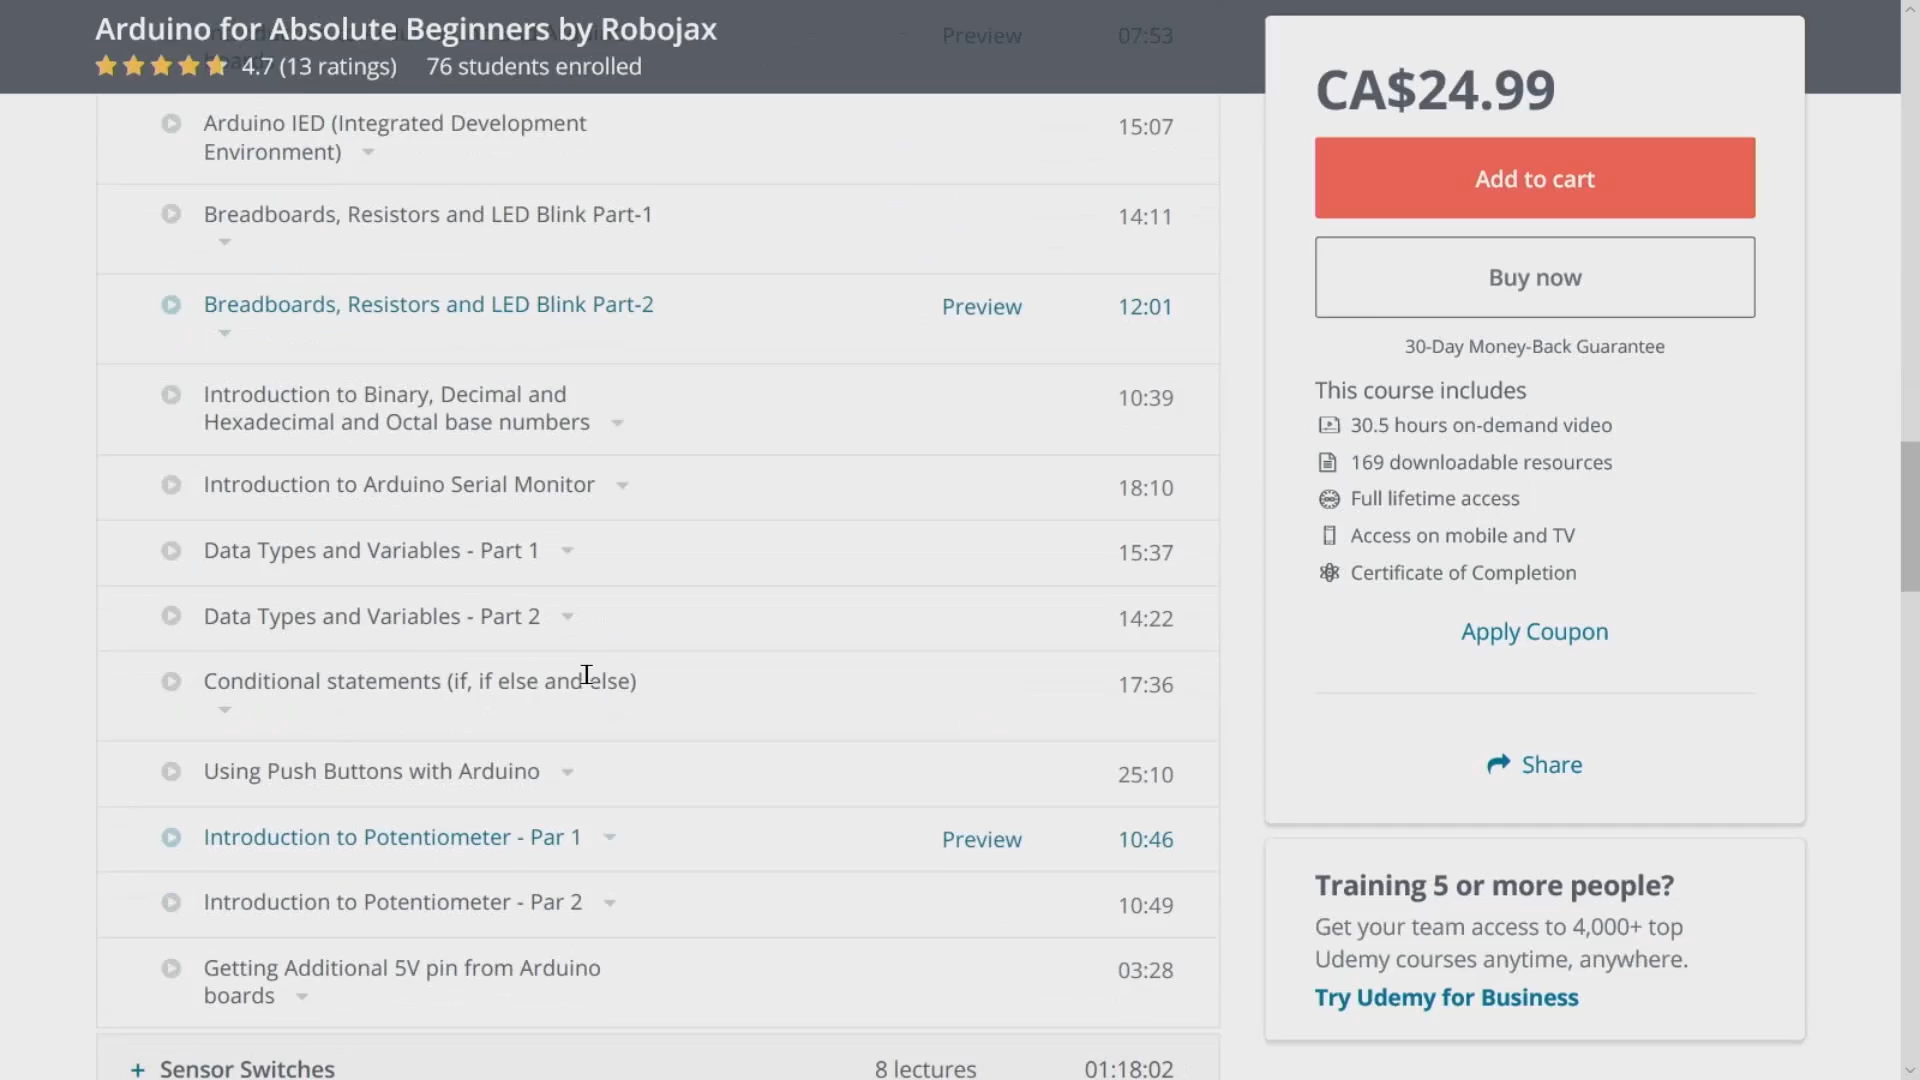 Arduino for Absolute Beginners by Robojax
4.7 (13 ratings) 76 students enrolled
Preview 07:53
Arduino IED (Integrated Development
Environment)
15:07
Breadboards, Resistors and LED Blink Part-1
14:11
Breadboards, Resistors and LED Blink Part-2
Preview 12:01
Introduction to Binary, Decimal and
Hexadecimal and Octal base numbers
10:39
Introduction to Arduino Serial Monitor
18:10
Data Types and Variables - Part 1
15:37
Data Types and Variables - Part 2
14:22
Conditional statements (if, if else and else)
17:36
Using Push Buttons with Arduino
25:10
Introduction to Potentiometer - Par 1
Preview 10:46
Introduction to Potentiometer - Par 2
10:49
Getting Additional 5V pin from Arduino
boards
03:28
+ Sensor Switches
8 lectures 01:18:02
CA$24.99
Add to cart
Buy now
30-Day Money-Back Guarantee
This course includes
30.5 hours on-demand video
169 downloadable resources
Full lifetime access
Access on mobile and TV
Certificate of Completion
Apply Coupon
Share
Training 5 or more people?
Get your team access to 4,000+ top
Udemy courses anytime, anywhere.
Try Udemy for Business